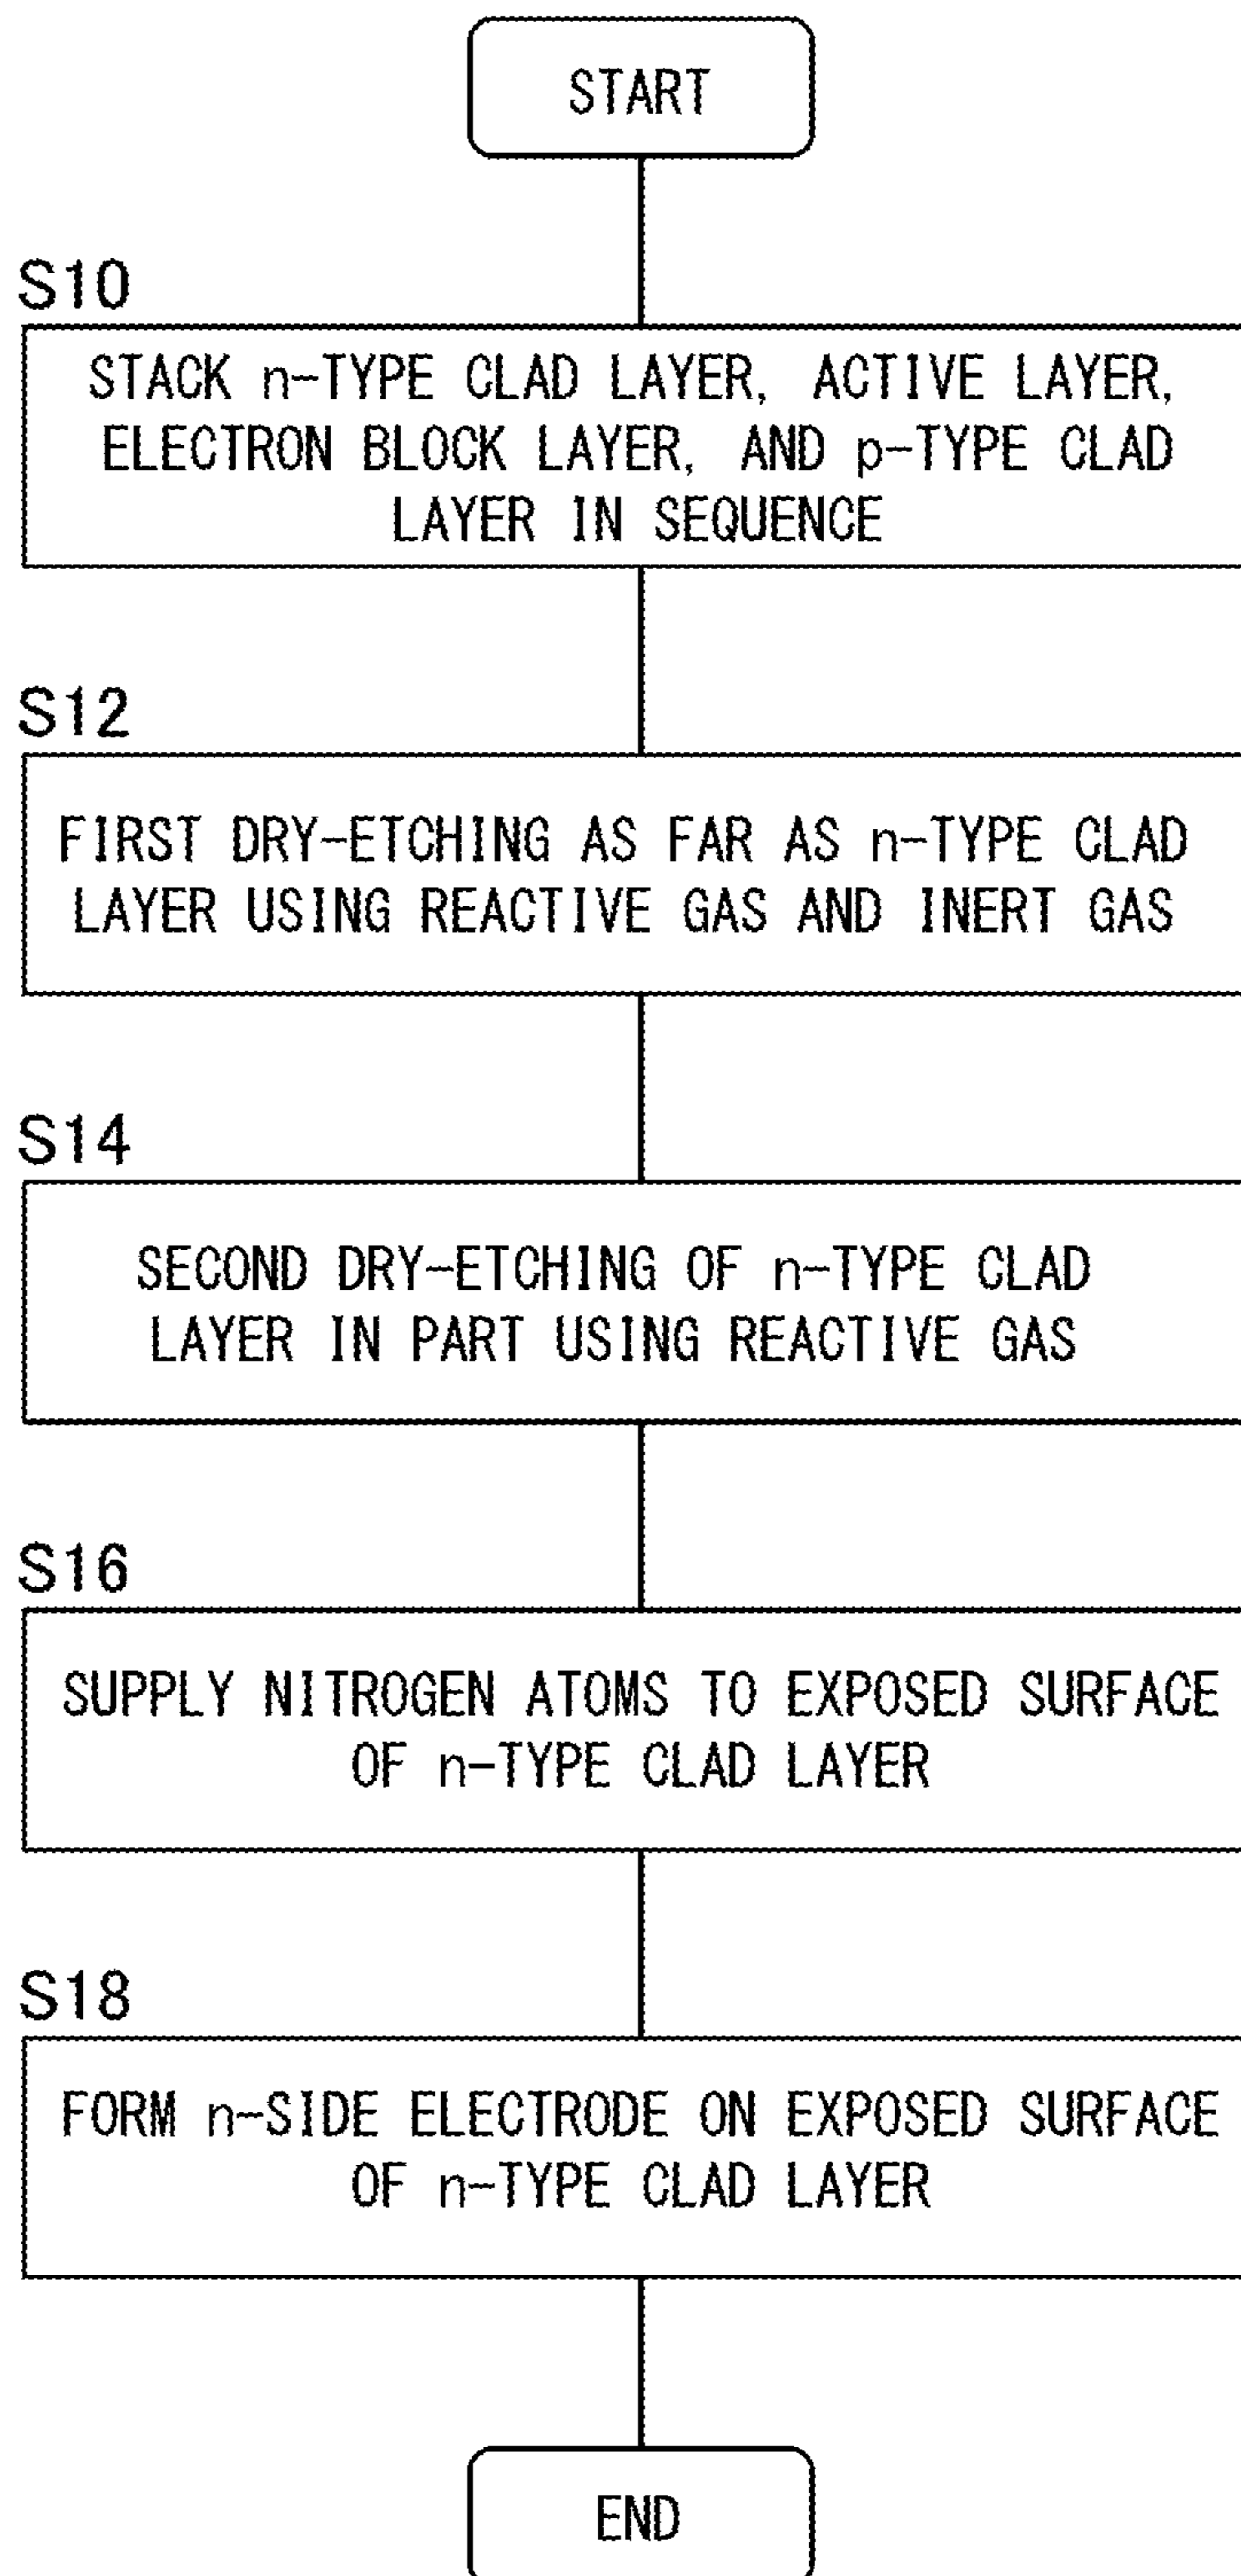 START
S10
STACK n-TYPE CLAD LAYER, ACTIVE LAYER,
ELECTRON BLOCK LAYER, AND p-TYPE CLAD
LAYER IN SEQUENCE
S12
FIRST DRY-ETCHING AS FAR AS n-TYPE CLAD
LAYER USING REACTIVE GAS AND INERT GAS
S14
SECOND DRY-ETCHING OF n-TYPE CLAD
LAYER IN PART USING REACTIVE GAS
S16
SUPPLY NITROGEN ATOMS TO EXPOSED SURFACE
OF n-TYPE CLAD LAYER
S18
FORM n-SIDE ELECTRODE ON EXPOSED SURFACE
OF n-TYPE CLAD LAYER
END